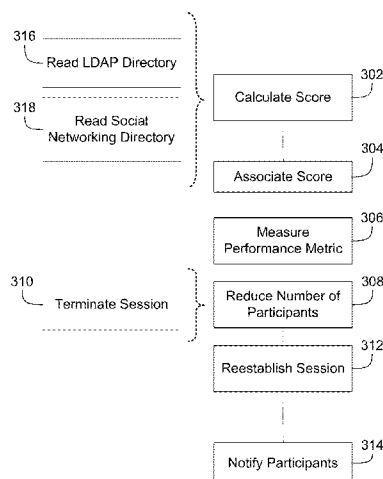 316
Read LDAP Directory
318
Read Social
Networking Directory
302
Calculate Score
304
Associate Score
306
Measure
Performance Metric
310
Terminate Session
308
Reduce Number of
Participants
312
Reestablish Session
314
Notify Participants